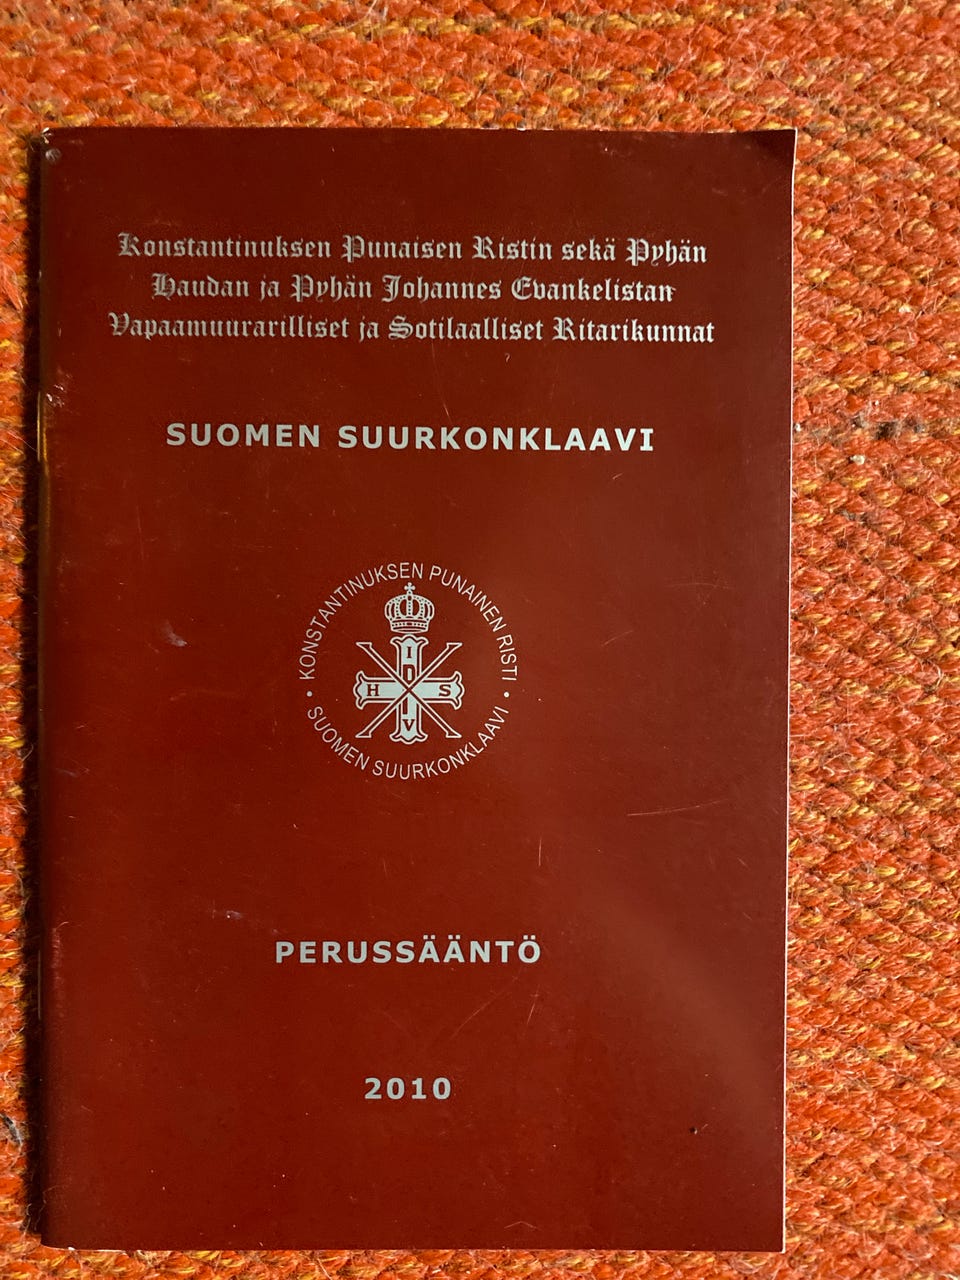 Konstantinuksen Punaisen Ristin sekä Pyhän
Haudan ja Pyhän Johannes Evankelistan
Vapaamuurarilliset ja Sotilaalliset Ritarikunnat
SUOMEN SUURKONKLAAVI
• KONSTANTINUKSEN PUNAINEN RISTI •
I
D
H S
I
V
SUOMEN SUURKONKLAAVI
PERUSSÄÄNTÖ
2010